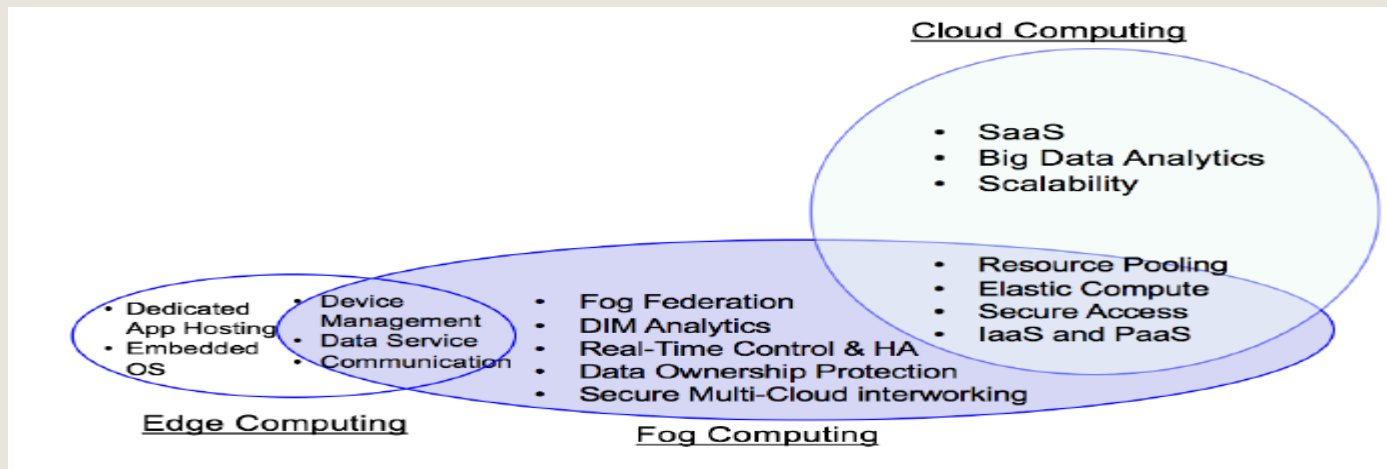 Cloud Computing
• SaaS
• Big Data Analytics
• Scalability
• Resource Pooling
• Elastic Compute
• Secure Access
• IaaS and PaaS
• Dedicated
App Hosting
• Embedded
OS
• Device
Management
• Data Service
• Communication
• Fog Federation
• DIM Analytics
• Real-Time Control & HA
• Data Ownership Protection
• Secure Multi-Cloud interworking
Edge Computing
Fog Computing